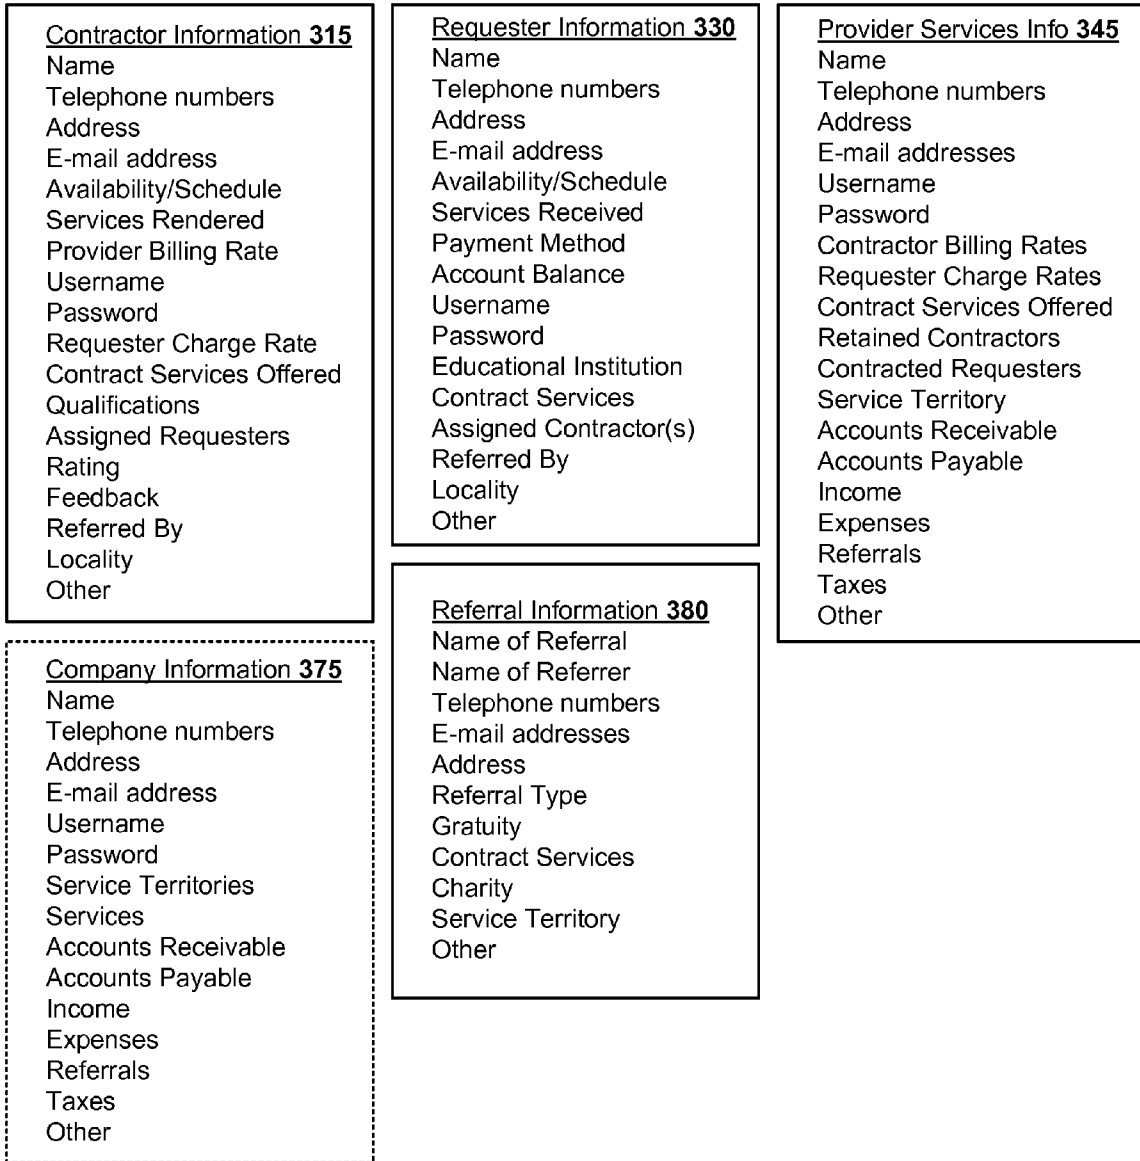 Contractor Information 315
Name
Telephone numbers
Address
E-mail address
Availability/Schedule
Services Rendered
Provider Billing Rate
Username
Password
Requester Charge Rate
Contract Services Offered
Qualifications
Assigned Requesters
Rating
Feedback
Referred By
Locality
Other
Requester Information 330
Name
Telephone numbers
Address
E-mail address
Availability/Schedule
Services Received
Payment Method
Account Balance
Username
Password
Educational Institution
Contract Services
Assigned Contractor(s)
Referred By
Locality
Other
Provider Services Info 345
Name
Telephone numbers
Address
E-mail addresses
Username
Password
Contractor Billing Rates
Requester Charge Rates
Contract Services Offered
Retained Contractors
Contracted Requesters
Service Territory
Accounts Receivable
Accounts Payable
Income
Expenses
Referrals
Taxes
Other
Company Information 375
Name
Telephone numbers
Address
E-mail address
Username
Password
Service Territories
Services
Accounts Receivable
Accounts Payable
Income
Expenses
Referrals
Taxes
Other
Referral Information 380
Name of Referral
Name of Referrer
Telephone numbers
E-mail addresses
Address
Referral Type
Gratuity
Contract Services
Charity
Service Territory
Other